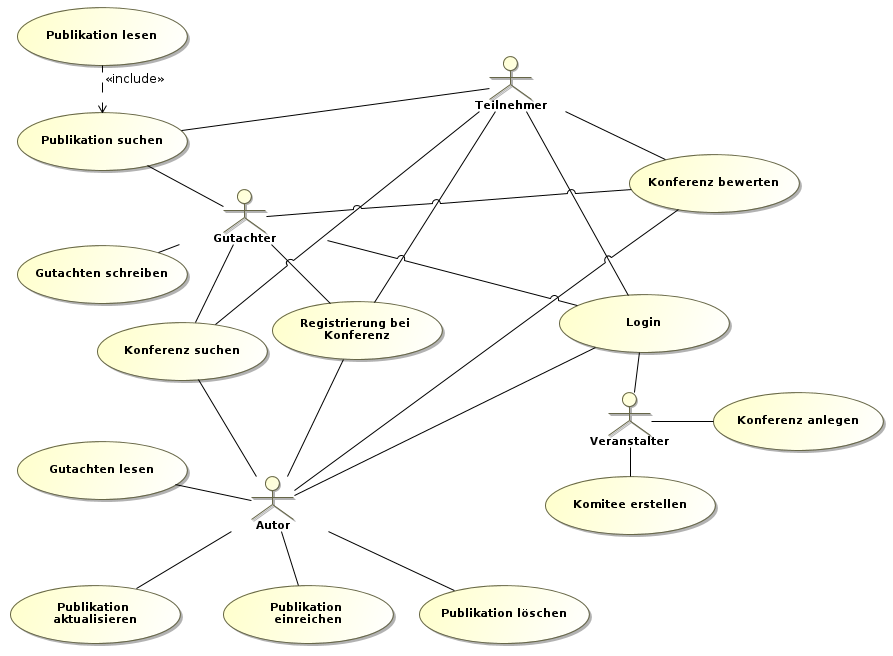 Publikation lesen
«include»
Teilnehmer
Publikation suchen
Konferenz bewerten
Gutachter
Gutachten schreiben
Registrierung bei
Konferenz
Login
Konferenz suchen
Konferenz anlegen
Veranstalter
Gutachten lesen
Komitee erstellen
Autor
Publikation
aktualisieren
Publikation
einreichen
Publikation löschen